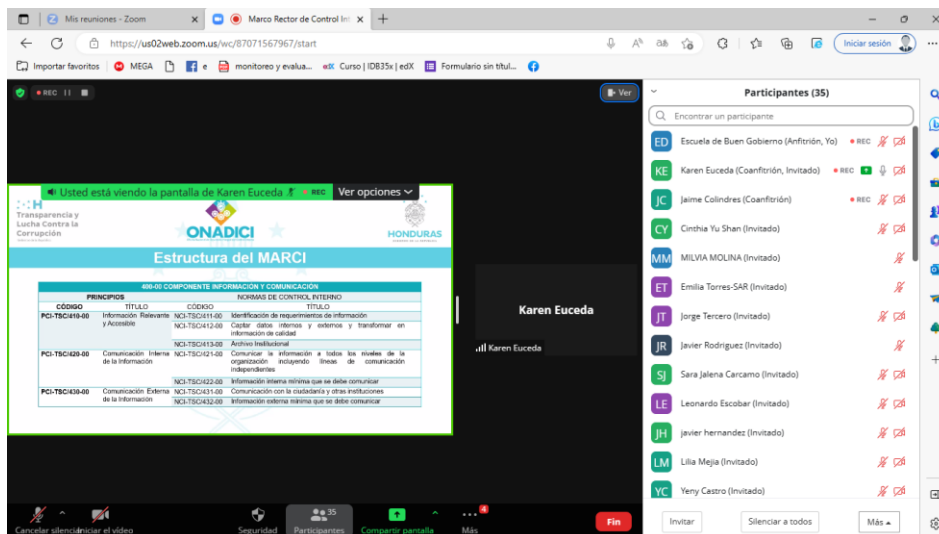 Mis reuniones - Zoom
Marco Rector de Control Int
https://us02web.zoom.us/wc/87071567967/start
Iniciar sesión
Importar favoritos
MEGA
e
monitoreo y evalua...
Curso | IDB35x | edX
Formulario sin títul...
REC
Ver
Usted está viendo la pantalla de Karen Euceda
REC
Ver opciones
Transparencia y
Lucha Contra la
Corrupción
ONADICI
HONDURAS
Estructura del MARCI
400-00 COMPONENTE INFORMACIÓN Y COMUNICACIÓN
PRINCIPIOS NORMAS DE CONTROL INTERNO
CÓDIGO TÍTULO CÓDIGO TÍTULO
PCI-TSC/410-00 Información Relevante NCI-TSC/411-00 Identificación de requerimientos de información
y Accesible NCI-TSC/412-00 Captar datos internos y externos y transformar en
información de calidad
NCI-TSC/413-00 Archivo Institucional
PCI-TSC/420-00 Comunicación Interna NCI-TSC/421-00 Comunicar la información a todos los niveles de la
de la Información organización incluyendo líneas de comunicación
independientes
NCI-TSC/422-00 Información interna mínima que se debe comunicar
PCI-TSC/430-00 Comunicación Externa NCI-TSC/431-00 Comunicación con la ciudadanía y otras instituciones
de la Información NCI-TSC/432-00 Información externa mínima que se debe comunicar
Karen Euceda
Karen Euceda
Participantes (35)
Encontrar un participante
ED Escuela de Buen Gobierno (Anfitrión, Yo) REC
KE Karen Euceda (Coanfitrión, Invitado) REC
JC Jaime Colindres (Coanfitrión) REC
CY Cinthia Yu Shan (Invitado)
MM MILVIA MOLINA (Invitado)
ET Emilia Torres-SAR (Invitado)
JT Jorge Tercero (Invitado)
JR Javier Rodriguez (Invitado)
SJ Sara Jalena Carcamo (Invitado)
LE Leonardo Escobar (Invitado)
JH javier hernandez (Invitado)
LM Lilia Mejia (Invitado)
YC Yeny Castro (Invitado)
Cancelar silencio
Iniciar el vídeo
Seguridad
35
Participantes
Compartir pantalla
4
Más
Fin
Invitar
Silenciar a todos
Más